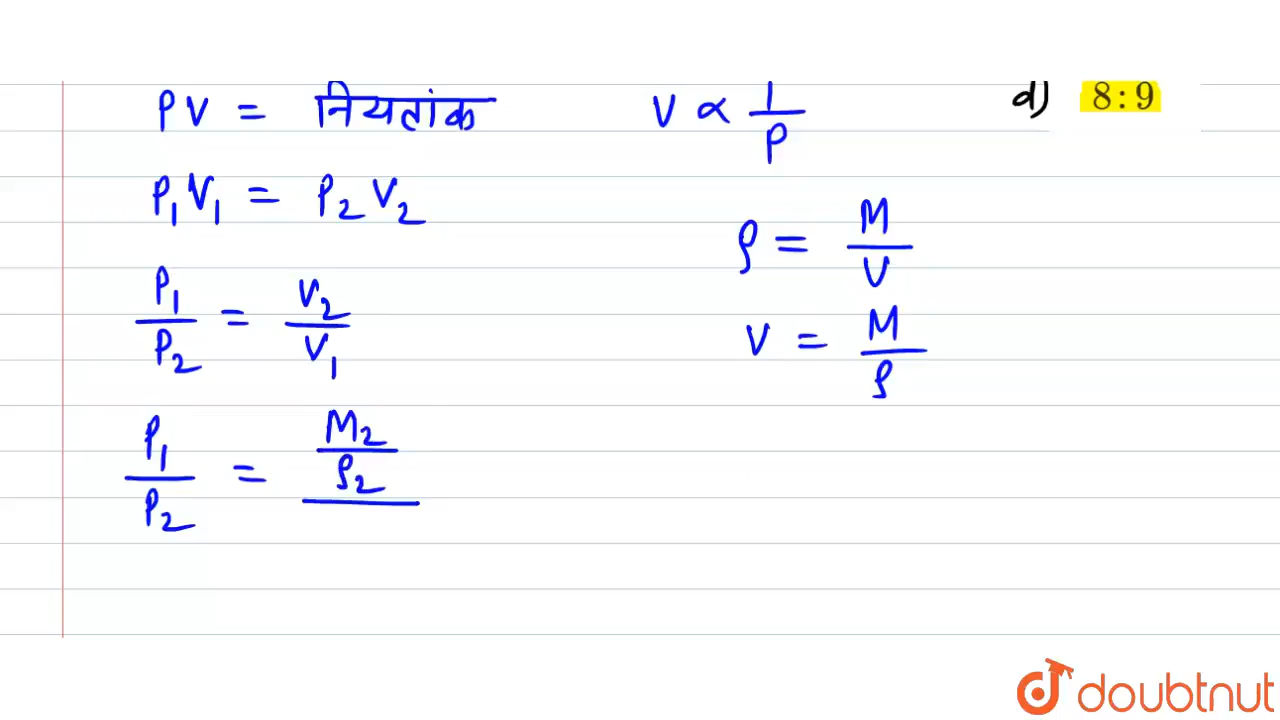 PV = नियतांक
V ∝ 1/P
d) 8 : 9
P₁V₁ = P₂V₂
ρ = M/V
P₁/P₂ = V₂/V₁
V = M/ρ
P₁/P₂ = M₂/ρ₂
doubtnut